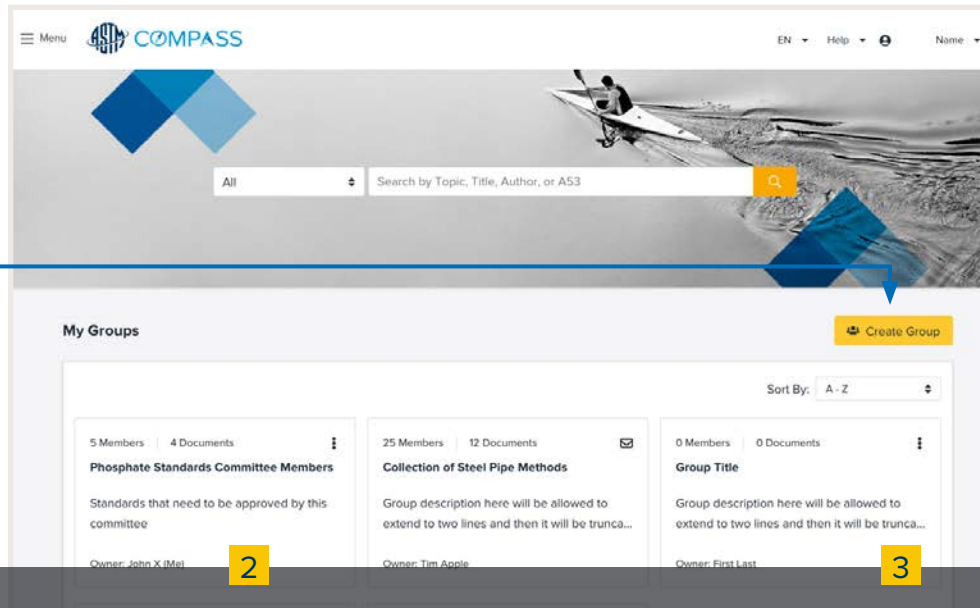 Menu
ASTM COMPASS
EN
Help
Name
All
Search by Topic, Title, Author, or A53
My Groups
Create Group
Sort By: A - Z
5 Members | 4 Documents
Phosphate Standards Committee Members
Standards that need to be approved by this
committee
Owner: John X (Me)
25 Members | 12 Documents
Collection of Steel Pipe Methods
Group description here will be allowed to
extend to two lines and then it will be trunca...
Owner: Tim Apple
0 Members | 0 Documents
Group Title
Group description here will be allowed to
extend to two lines and then it will be trunca...
Owner: First Last
2
3